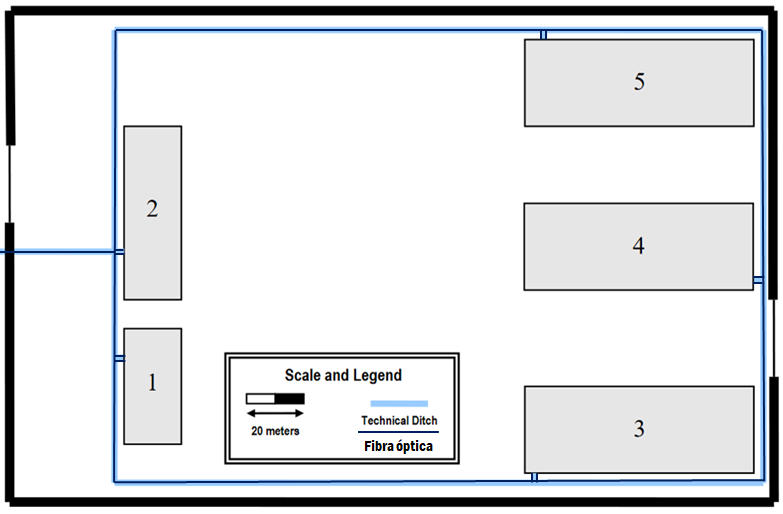 5
2
4
1
3
Scale and Legend
20 meters
Technical Ditch
Fibra óptica